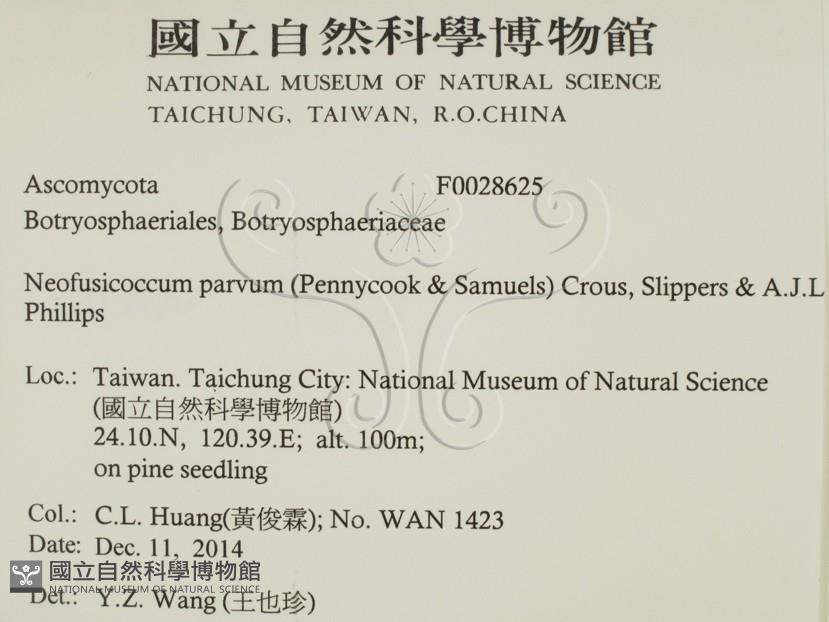 國立自然科學博物館
NATIONAL MUSEUM OF NATURAL SCIENCE
TAICHUNG, TAIWAN, R.O.CHINA
Ascomycota F0028625
Botryosphaeriales, Botryosphaeriaceae
Neofusicoccum parvum (Pennycook & Samuels) Crous, Slippers & A.J.L
Phillips
Loc.: Taiwan. Taichung City: National Museum of Natural Science
(國立自然科學博物館)
24.10.N, 120.39.E; alt. 100m;
on pine seedling
Col.: C.L. Huang(黃俊霖); No. WAN 1423
Date: Dec. 11, 2014
國立自然科學博物館
NATIONAL MUSEUM OF NATURAL SCIENCE
Det.: Y.Z. Wang (王也珍)